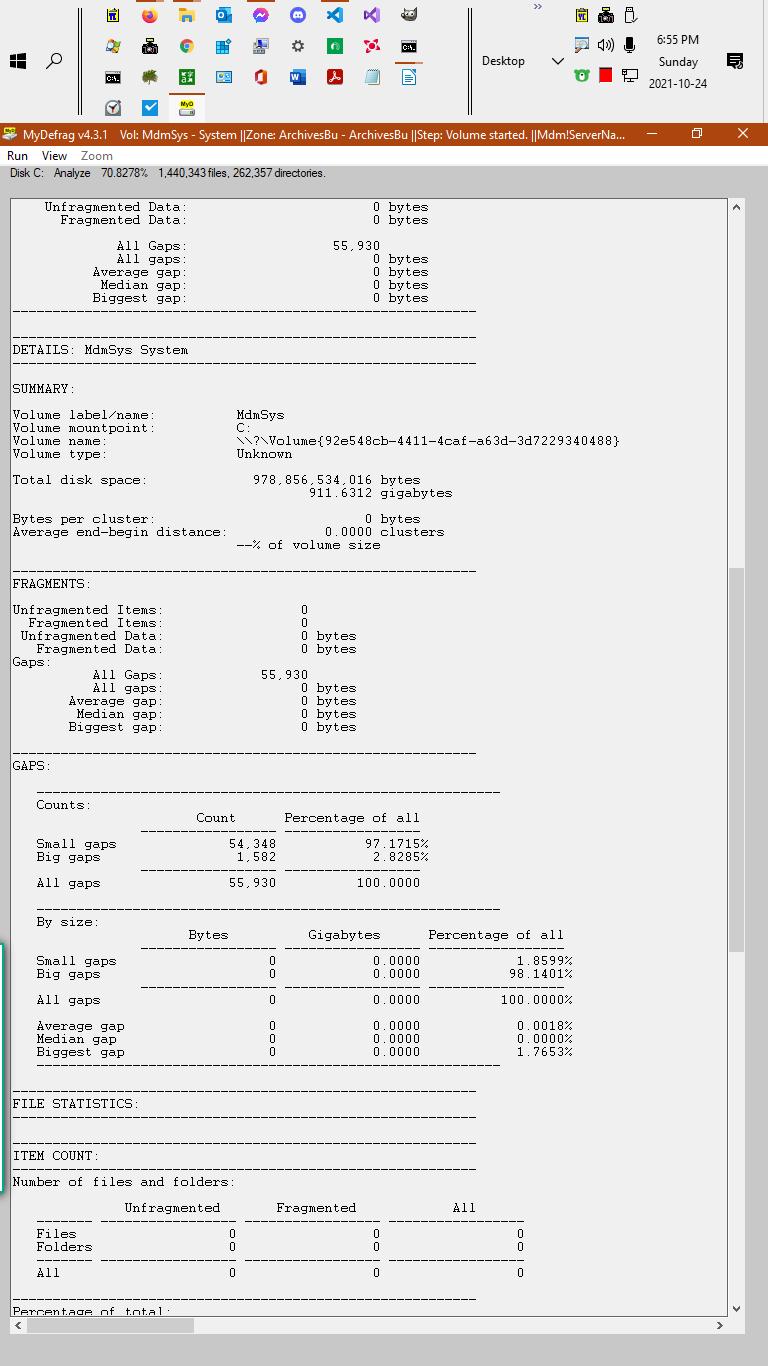 6:55 PM
Desktop
Sunday
2021-10-24
MyDefrag v4.3.1 Vol: MdmSys - System ||Zone: ArchivesBu - ArchivesBu ||Step: Volume started. ||Mdm!ServerNa...
Run View Zoom
Disk C: Analyze 70.8278% 1,440,343 files, 262,357 directories.
Unfragmented Data: 0 bytes
Fragmented Data: 0 bytes
All Gaps: 55,930
All gaps: 0 bytes
Average gap: 0 bytes
Median gap: 0 bytes
Biggest gap: 0 bytes
DETAILS: MdmSys System
SUMMARY:
Volume label/name: MdmSys
Volume mountpoint: C:
Volume name: \\?\Volume{92e548cb-4411-4caf-a63d-3d7229340488}
Volume type: Unknown
Total disk space: 978,856,534,016 bytes
911.6312 gigabytes
Bytes per cluster: 0 bytes
Average end-begin distance: 0.0000 clusters
--% of volume size
FRAGMENTS:
Unfragmented Items: 0
Fragmented Items: 0
Unfragmented Data: 0 bytes
Fragmented Data: 0 bytes
Gaps:
All Gaps: 55,930
All gaps: 0 bytes
Average gap: 0 bytes
Median gap: 0 bytes
Biggest gap: 0 bytes
GAPS:
Counts:
Count Percentage of all
Small gaps 54,348 97.1715%
Big gaps 1,582 2.8285%
All gaps 55,930 100.0000
By size:
Bytes Gigabytes Percentage of all
Small gaps 0 0.0000 1.8599%
Big gaps 0 0.0000 98.1401%
All gaps 0 0.0000 100.0000%
Average gap 0 0.0000 0.0018%
Median gap 0 0.0000 0.0000%
Biggest gap 0 0.0000 1.7653%
FILE STATISTICS:
ITEM COUNT:
Number of files and folders:
Unfragmented Fragmented All
Files 0 0 0
Folders 0 0 0
All 0 0 0
Percentage of total: